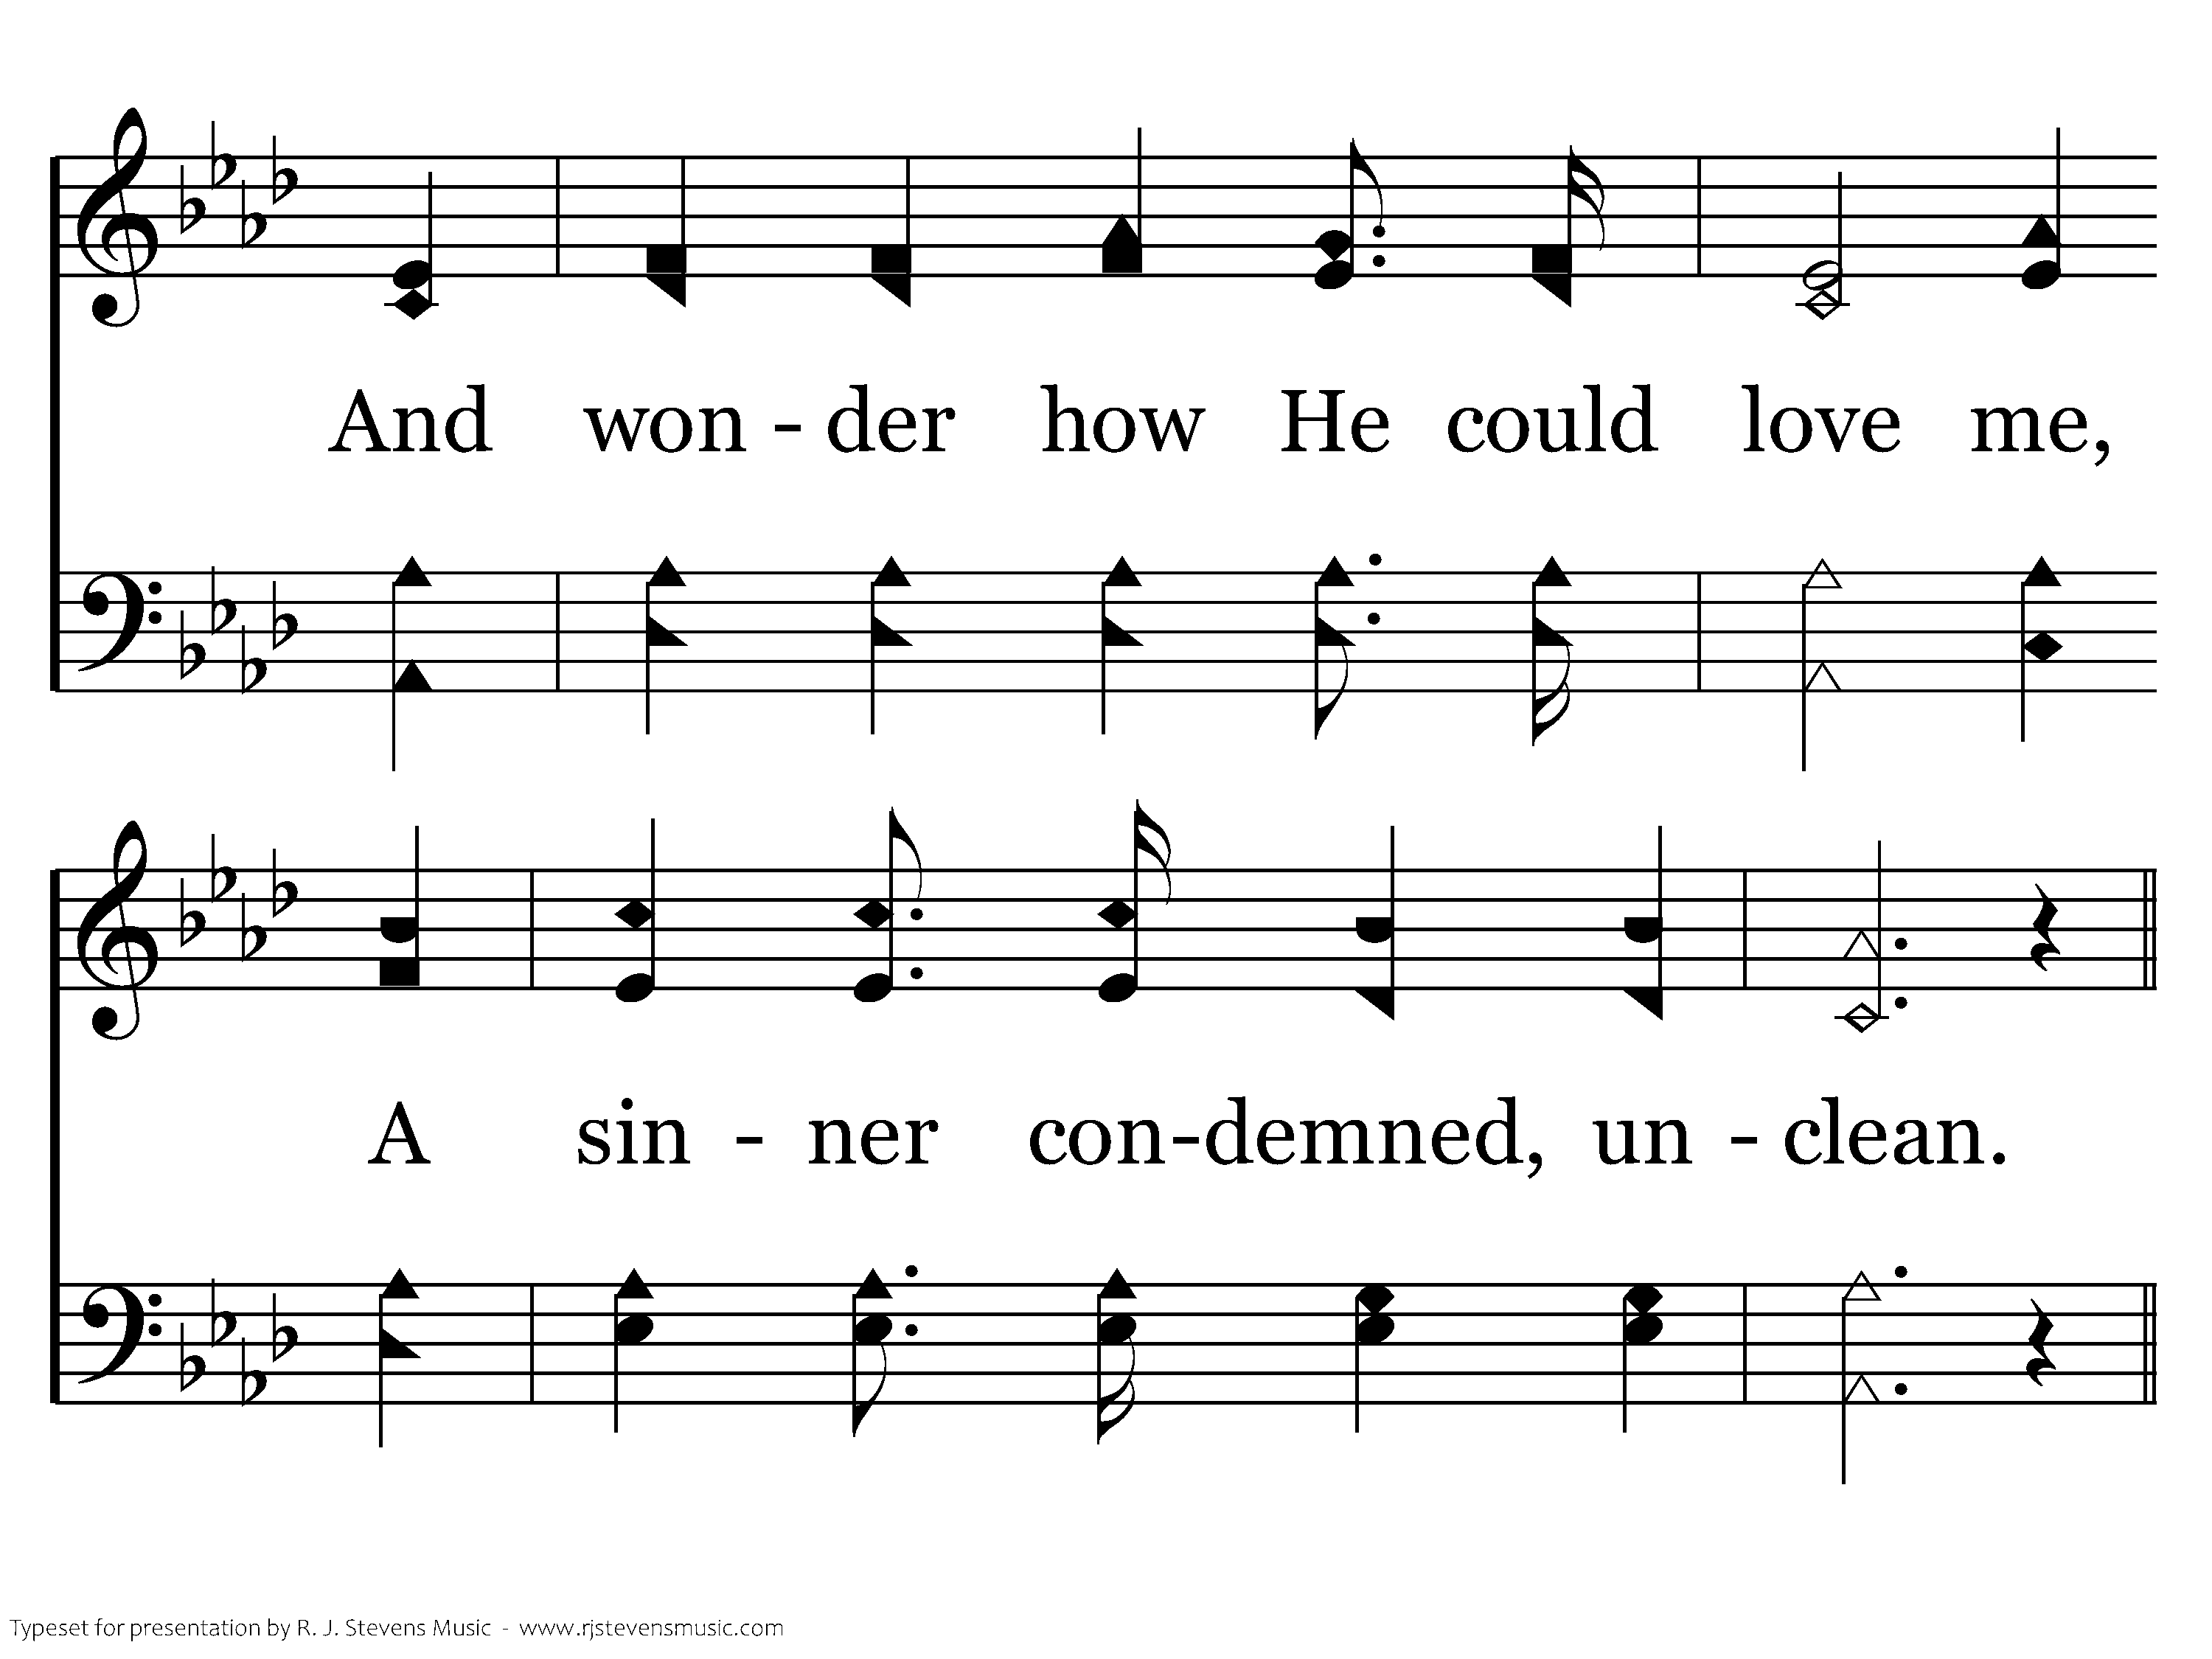 And won - der how He could love me,
A sin - ner con-demned, un - clean.
Typeset for presentation by R. J. Stevens Music - www.rjstevensmusic.com